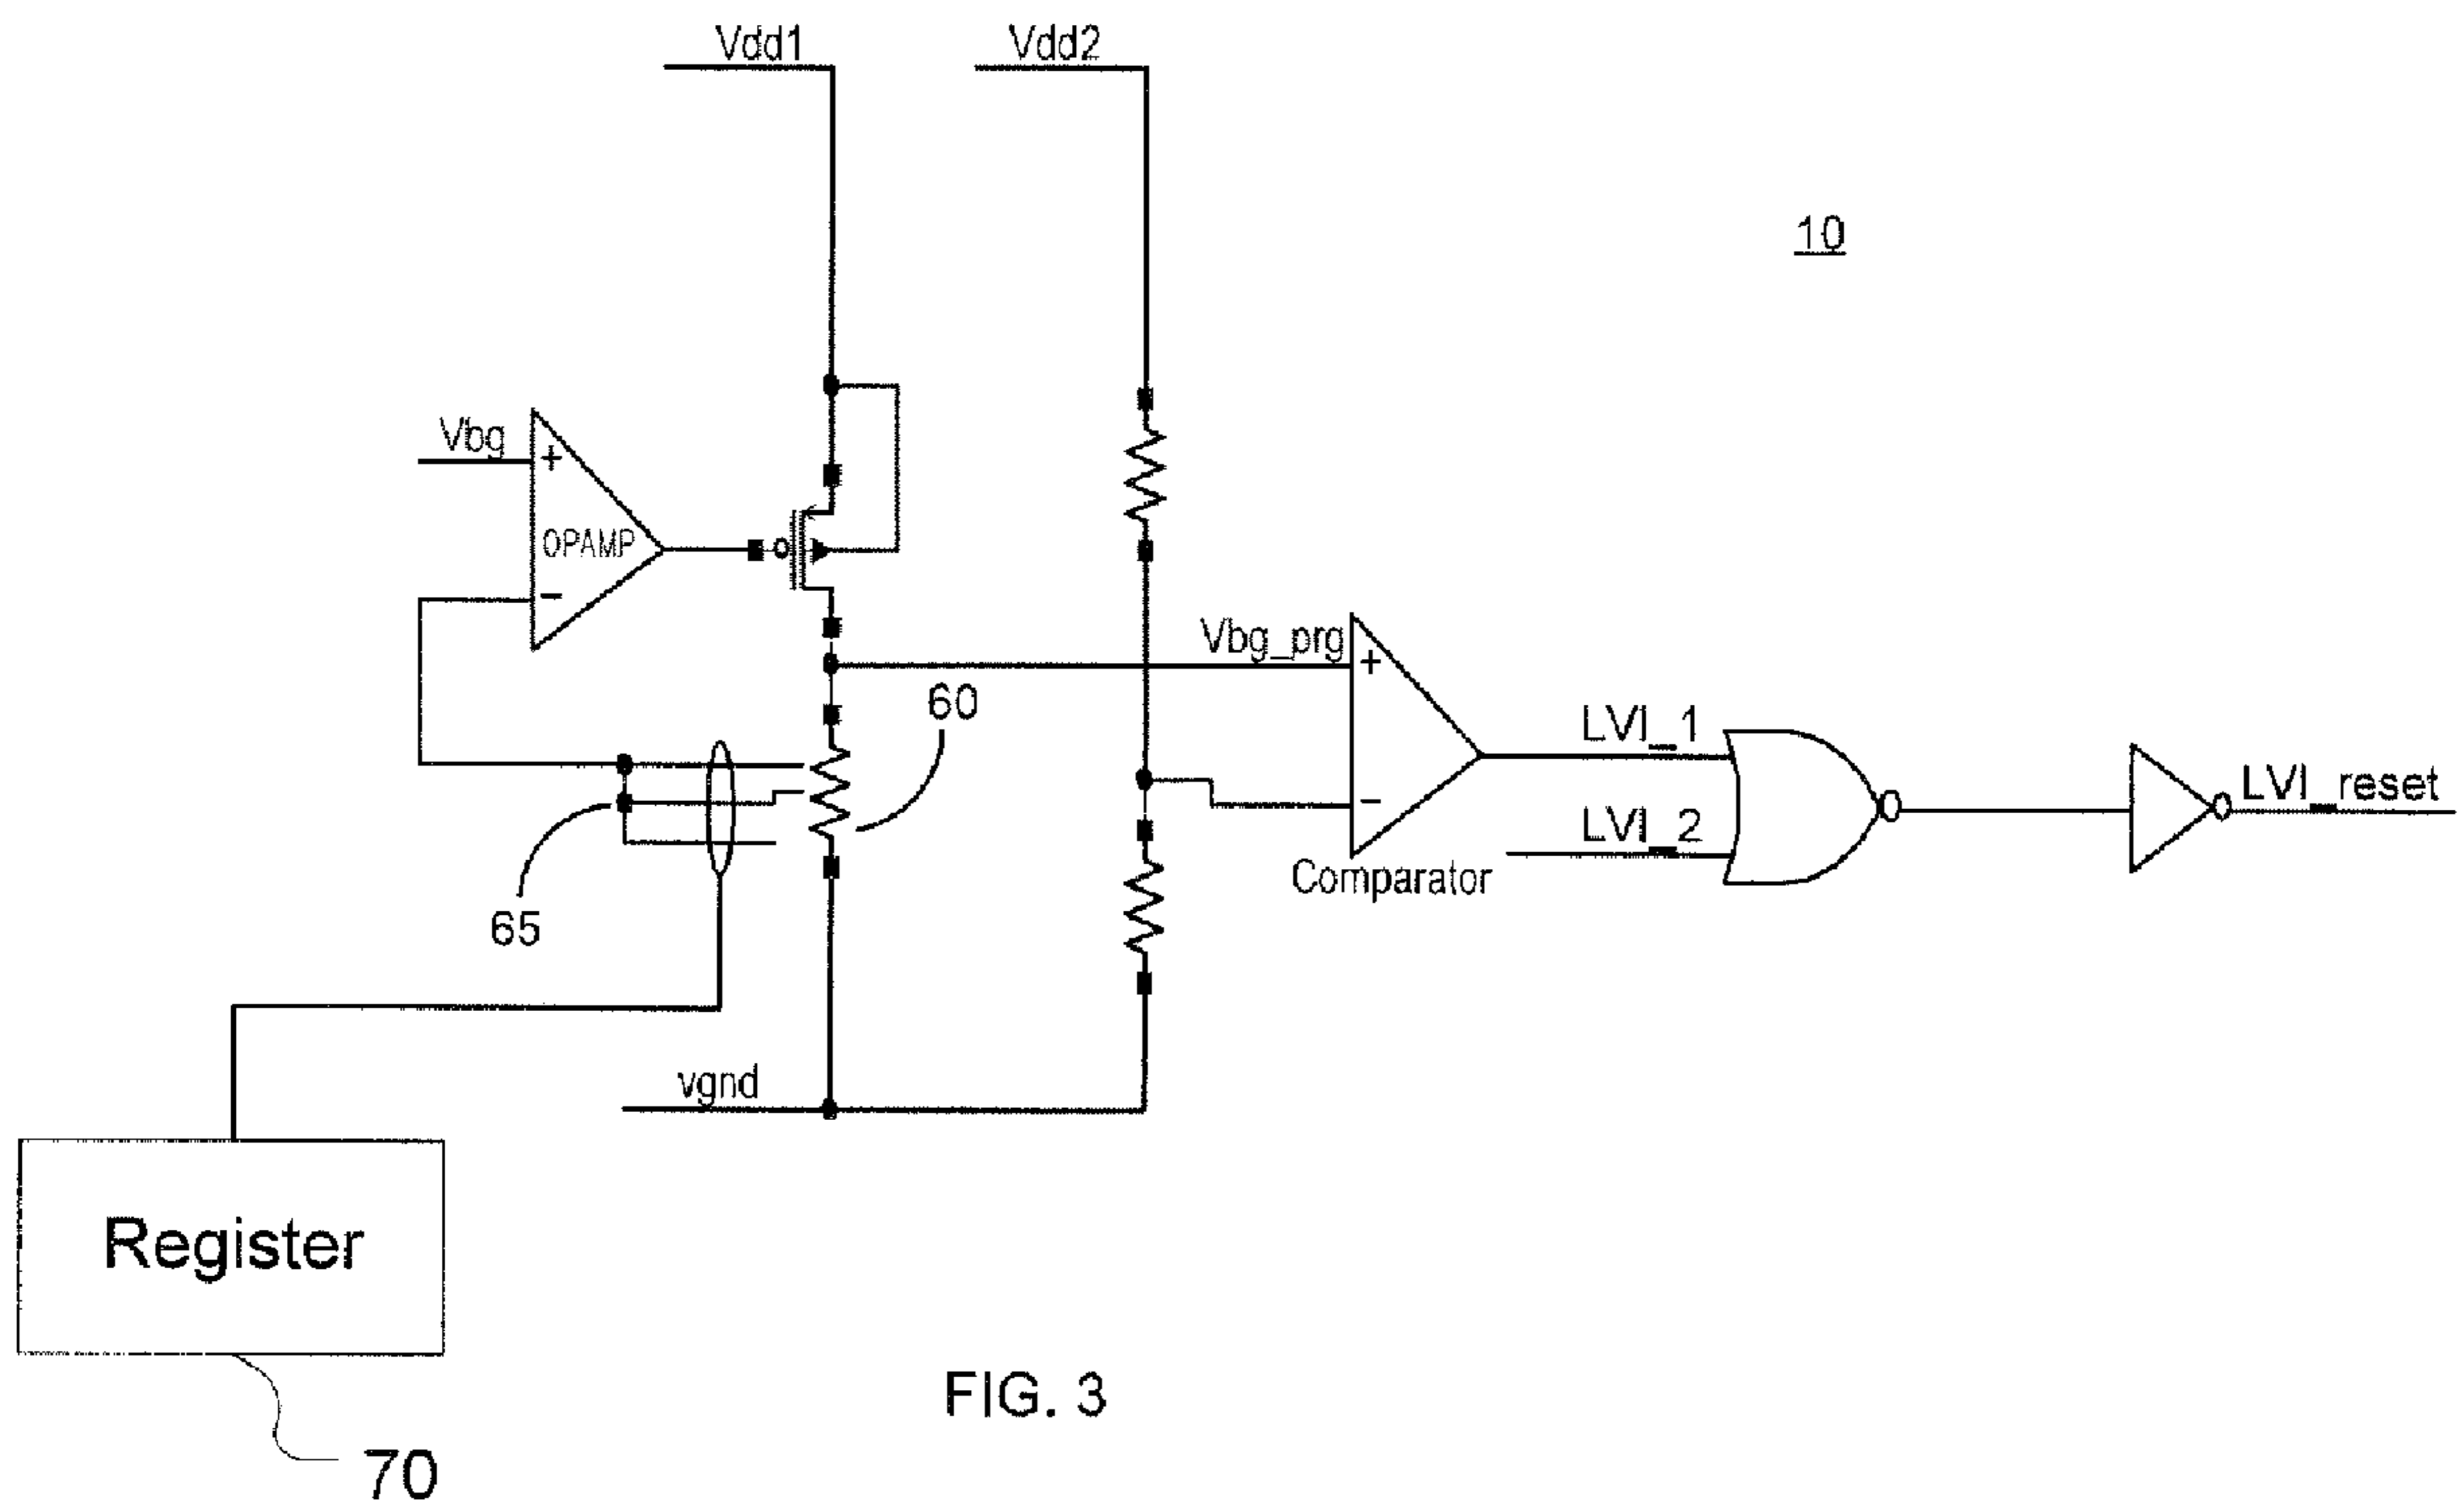 Vdd1
Vdd2
10
Vbg
+
OPAMP
−
Vbg_prg
+
60
LVI_1
−
LVI_2
LVI_reset
Comparator
65
vgnd
Register
FIG. 3
70